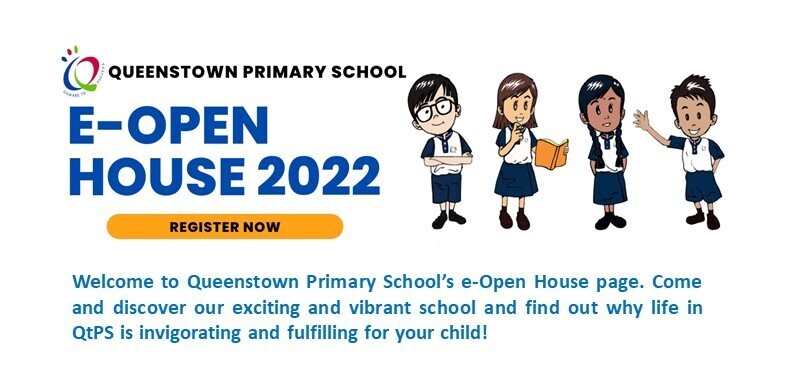 QUEENSTOWN PRIMARY SCHOOL
E-OPEN
HOUSE 2022
REGISTER NOW
Welcome to Queenstown Primary School’s e-Open House page. Come
and discover our exciting and vibrant school and find out why life in
QtPS is invigorating and fulfilling for your child!